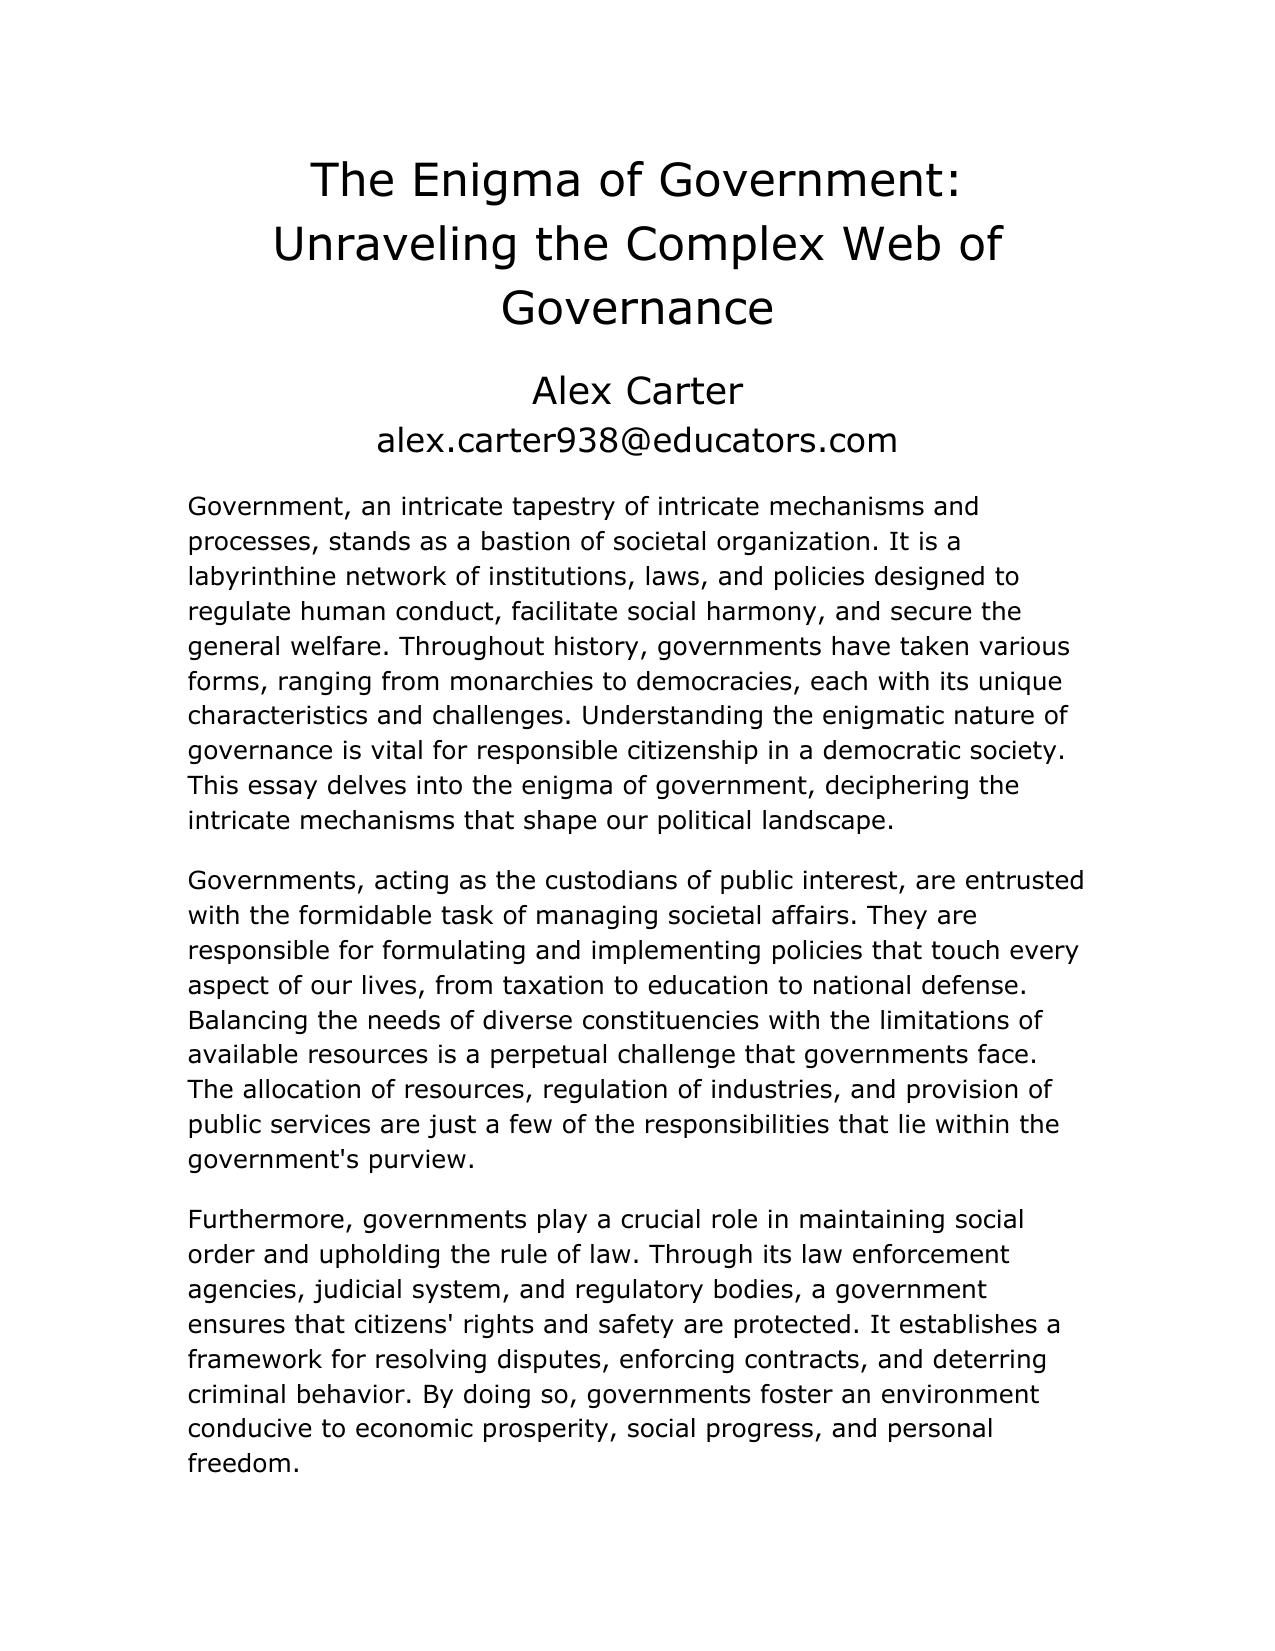 The Enigma of Government:
Unraveling the Complex Web of
Governance
Alex Carter
alex.carter938@educators.com
Government, an intricate tapestry of intricate mechanisms and
processes, stands as a bastion of societal organization. It is a
labyrinthine network of institutions, laws, and policies designed to
regulate human conduct, facilitate social harmony, and secure the
general welfare. Throughout history, governments have taken various
forms, ranging from monarchies to democracies, each with its unique
characteristics and challenges. Understanding the enigmatic nature of
governance is vital for responsible citizenship in a democratic society.
This essay delves into the enigma of government, deciphering the
intricate mechanisms that shape our political landscape.
Governments, acting as the custodians of public interest, are entrusted
with the formidable task of managing societal affairs. They are
responsible for formulating and implementing policies that touch every
aspect of our lives, from taxation to education to national defense.
Balancing the needs of diverse constituencies with the limitations of
available resources is a perpetual challenge that governments face.
The allocation of resources, regulation of industries, and provision of
public services are just a few of the responsibilities that lie within the
government's purview.
Furthermore, governments play a crucial role in maintaining social
order and upholding the rule of law. Through its law enforcement
agencies, judicial system, and regulatory bodies, a government
ensures that citizens' rights and safety are protected. It establishes a
framework for resolving disputes, enforcing contracts, and deterring
criminal behavior. By doing so, governments foster an environment
conducive to economic prosperity, social progress, and personal
freedom.